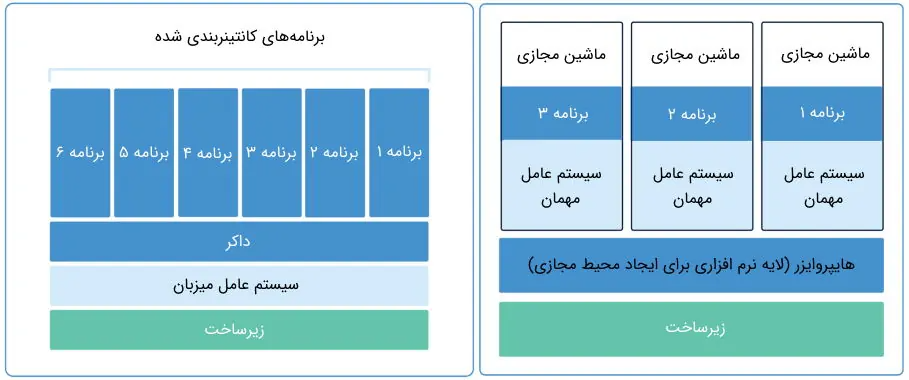 ماشین مجازی
ماشین مجازی
ماشین مجازی
برنامه ۱
برنامه ۲
برنامه ۳
سیستم عامل
مهمان
سیستم عامل
مهمان
سیستم عامل
مهمان
هایپروایزر (لایه نرم افزاری برای ایجاد محیط مجازی)
زیرساخت
برنامه‌های کانتینربندی شده
برنامه ۱
برنامه ۲
برنامه ۳
برنامه ۴
برنامه ۵
برنامه ۶
داکر
سیستم عامل میزبان
زیرساخت